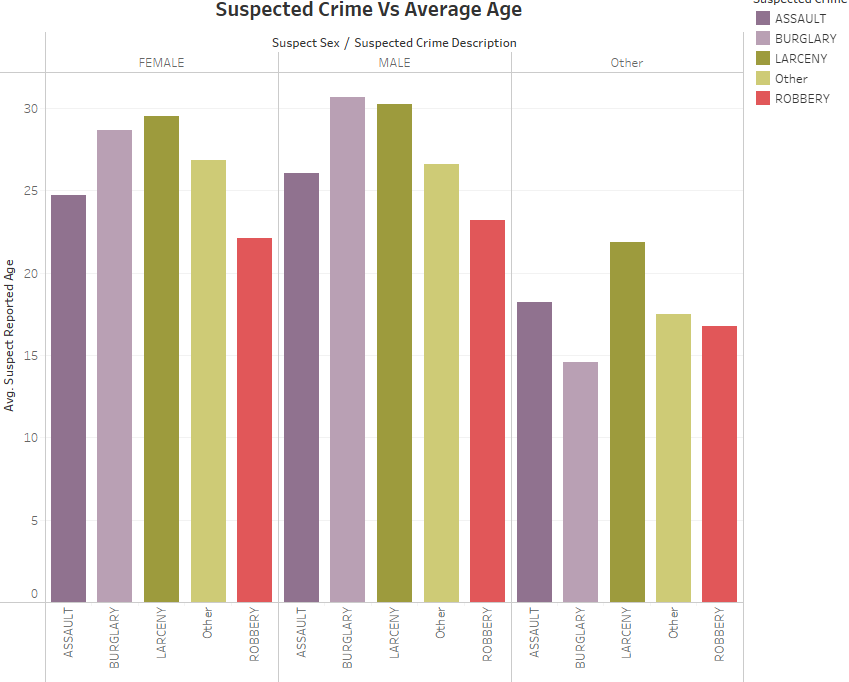 Suspected Crime Vs Average Age
Suspect Sex / Suspected Crime Description
FEMALE
MALE
Other
Avg. Suspect Reported Age
30
25
20
15
10
5
0
ASSAULT
BURGLARY
LARCENY
Other
ROBBERY
ASSAULT
BURGLARY
LARCENY
Other
ROBBERY
ASSAULT
BURGLARY
LARCENY
Other
ROBBERY
Suspected Crime
ASSAULT
BURGLARY
LARCENY
Other
ROBBERY